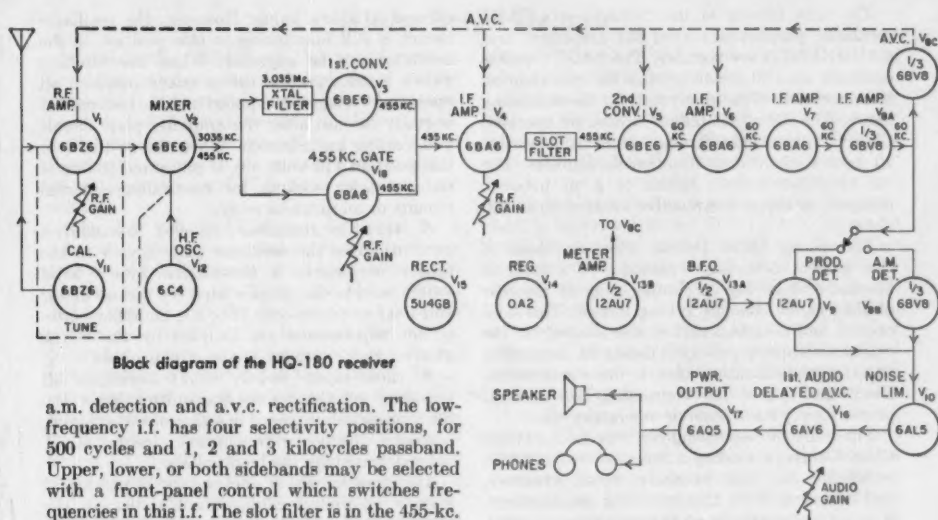 A.V.C.
A.V.C. V8C
1/3
6BV8
R.F.
AMP. V1
6BZ6
R.F.
GAIN
MIXER
V2
6BE6
455 KC.
3.035 Mc.
XTAL
FILTER
1st. CONV.
V3
6BE6
455KC.
455 KC. GATE
V18
6BA6
455KC.
R.F.
GAIN
I.F.
AMP. V4
455 KC.
6BA6
R.F.
GAIN
SLOT
FILTER
455 KC.
2nd. I.F.
CONV. V5 AMP. V6
6BE6
60
KC.
6BA6
60
KC.
I.F. AMP.
V7
6BA6
60
KC.
I.F. AMP. V8A
1/3
6BV8
60
KC.
CAL.
V11
6BZ6
TUNE
H.F.
OSC. V12
6C4
RECT. V15
5U4GB
REG. V14
OA2
TO V8C
METER
AMP. V13B
1/2
12AU7
B.F.O.
1/2 V13A
12AU7
PROD.
DET.
12AU7
V9
A.M.
DET.
V8B
1/3
6BV8
Block diagram of the HQ-180 receiver
SPEAKER
PHONES
PWR.
OUTPUT
V17
6AQ5
1st. AUDIO
DELAYED AXC.
V16
6AV6
NOISE
LIM. V10
6AL5
AUDIO
GAIN
a.m. detection and a.v.c. rectification. The low-
frequency i.f. has four selectivity positions, for
500 cycles and 1, 2 and 3 kilocycles passband.
Upper, lower, or both sidebands may be selected
with a front-panel control which switches fre-
quencies in this i.f. The slot filter is in the 455-kc.